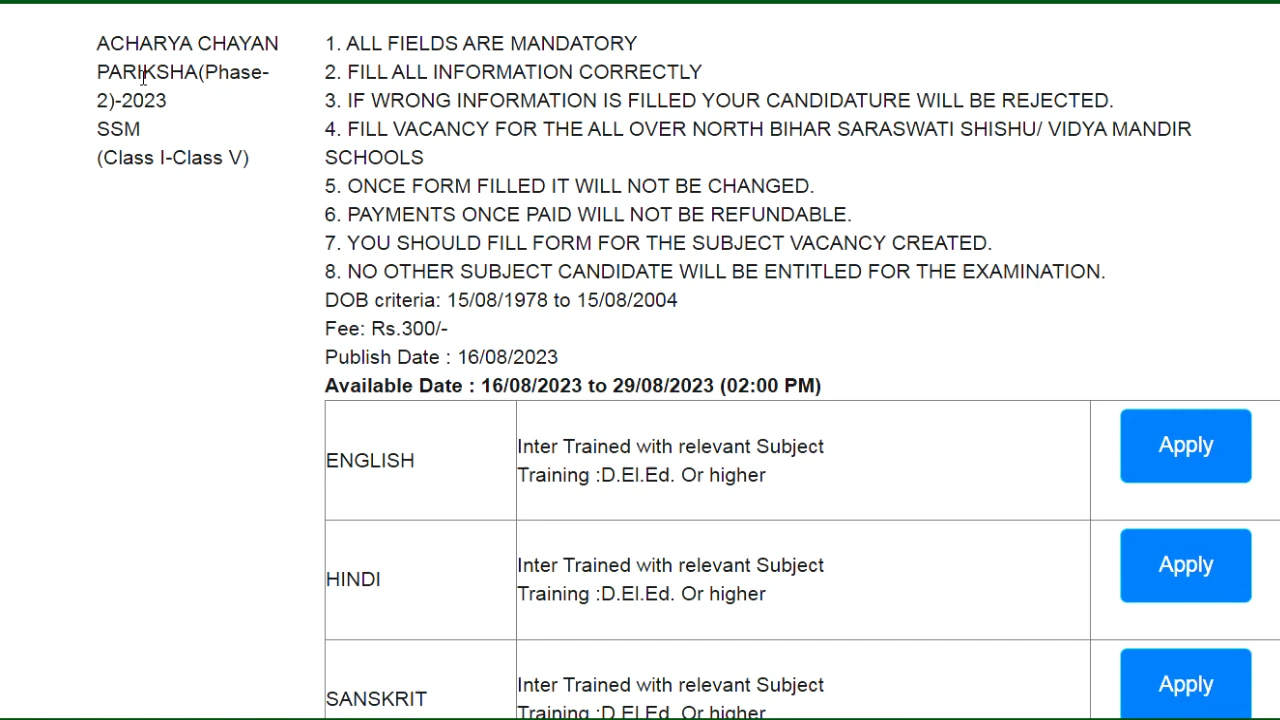 ACHARYA CHAYAN
PARIKSHA(Phase-
2)-2023
SSM
(Class I-Class V)
1. ALL FIELDS ARE MANDATORY
2. FILL ALL INFORMATION CORRECTLY
3. IF WRONG INFORMATION IS FILLED YOUR CANDIDATURE WILL BE REJECTED.
4. FILL VACANCY FOR THE ALL OVER NORTH BIHAR SARASWATI SHISHU/ VIDYA MANDIR
SCHOOLS
5. ONCE FORM FILLED IT WILL NOT BE CHANGED.
6. PAYMENTS ONCE PAID WILL NOT BE REFUNDABLE.
7. YOU SHOULD FILL FORM FOR THE SUBJECT VACANCY CREATED.
8. NO OTHER SUBJECT CANDIDATE WILL BE ENTITLED FOR THE EXAMINATION.
DOB criteria: 15/08/1978 to 15/08/2004
Fee: Rs.300/-
Publish Date : 16/08/2023
Available Date : 16/08/2023 to 29/08/2023 (02:00 PM)
ENGLISH
Inter Trained with relevant Subject
Training :D.El.Ed. Or higher
Apply
HINDI
Inter Trained with relevant Subject
Training :D.El.Ed. Or higher
Apply
SANSKRIT
Inter Trained with relevant Subject
Training :D.El.Ed. Or higher
Apply